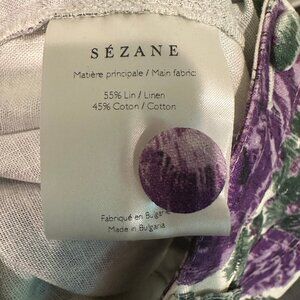 SÉZANE
Matière principale / Main fabric
55% Lin / Linen
45% Coton / Cotton
Fabriqué en Bulgarie
Made in Bulgaria